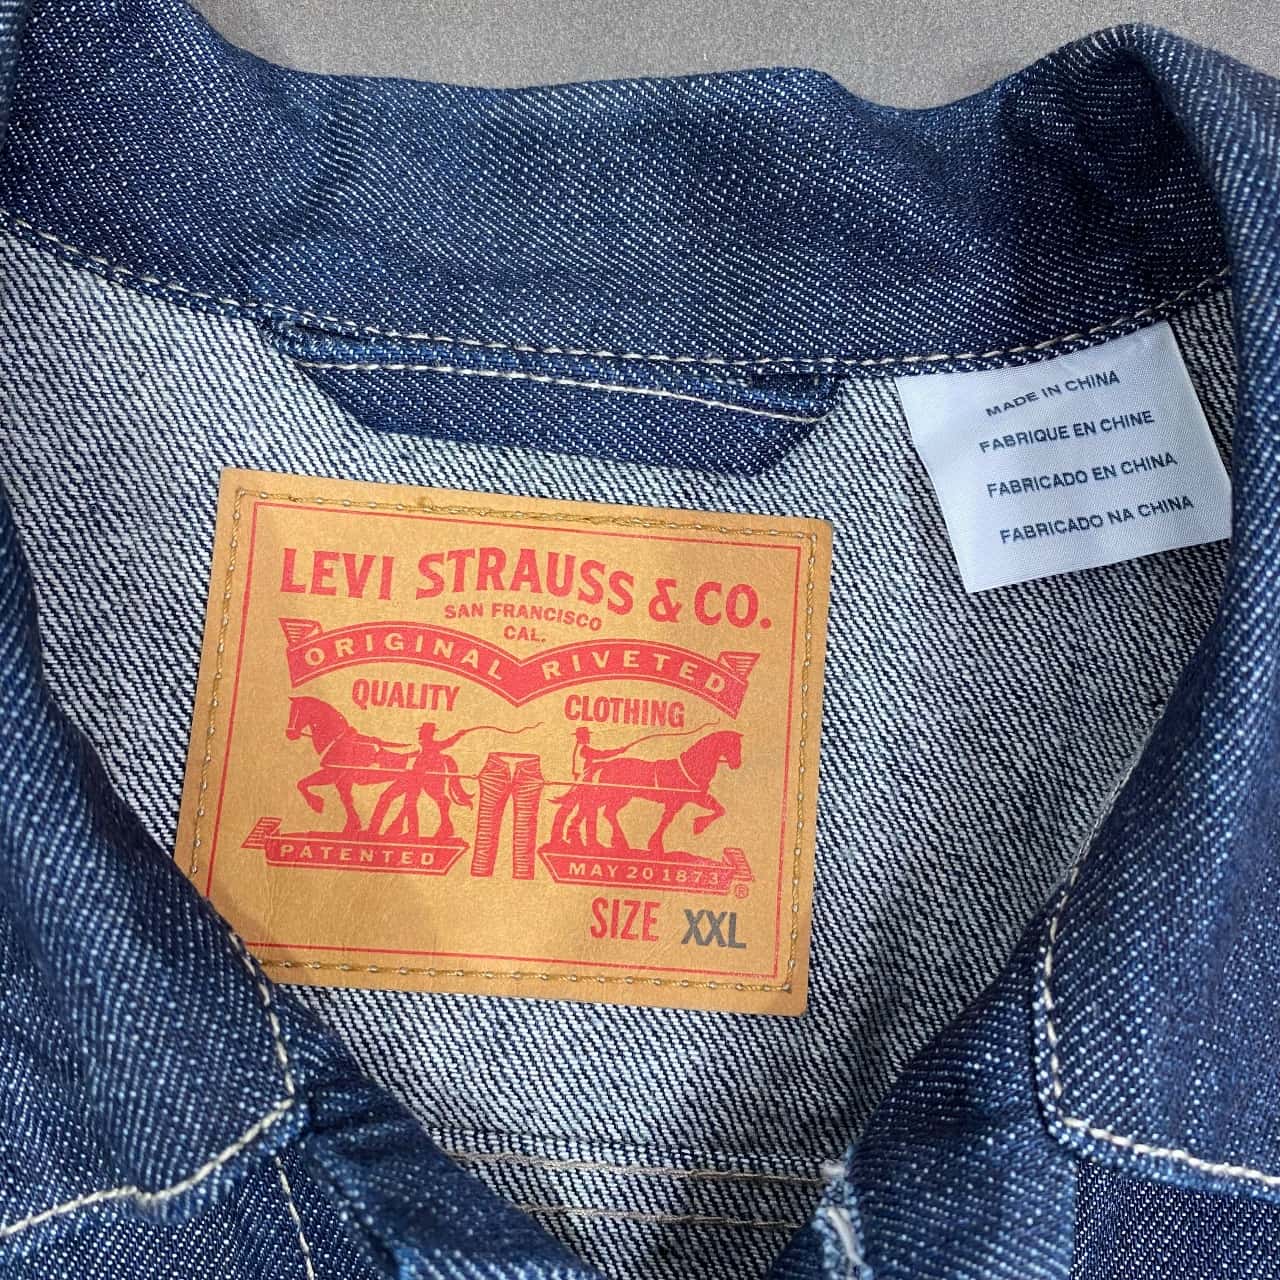 MADE IN CHINA
FABRIQUE EN CHINE
FABRICADO EN CHINA
FABRICADO NA CHINA
LEVI STRAUSS & CO.
SAN FRANCISCO
CAL.
ORIGINAL RIVETED
QUALITY CLOTHING
PATENTED MAY 20 1873
®
SIZE XXL